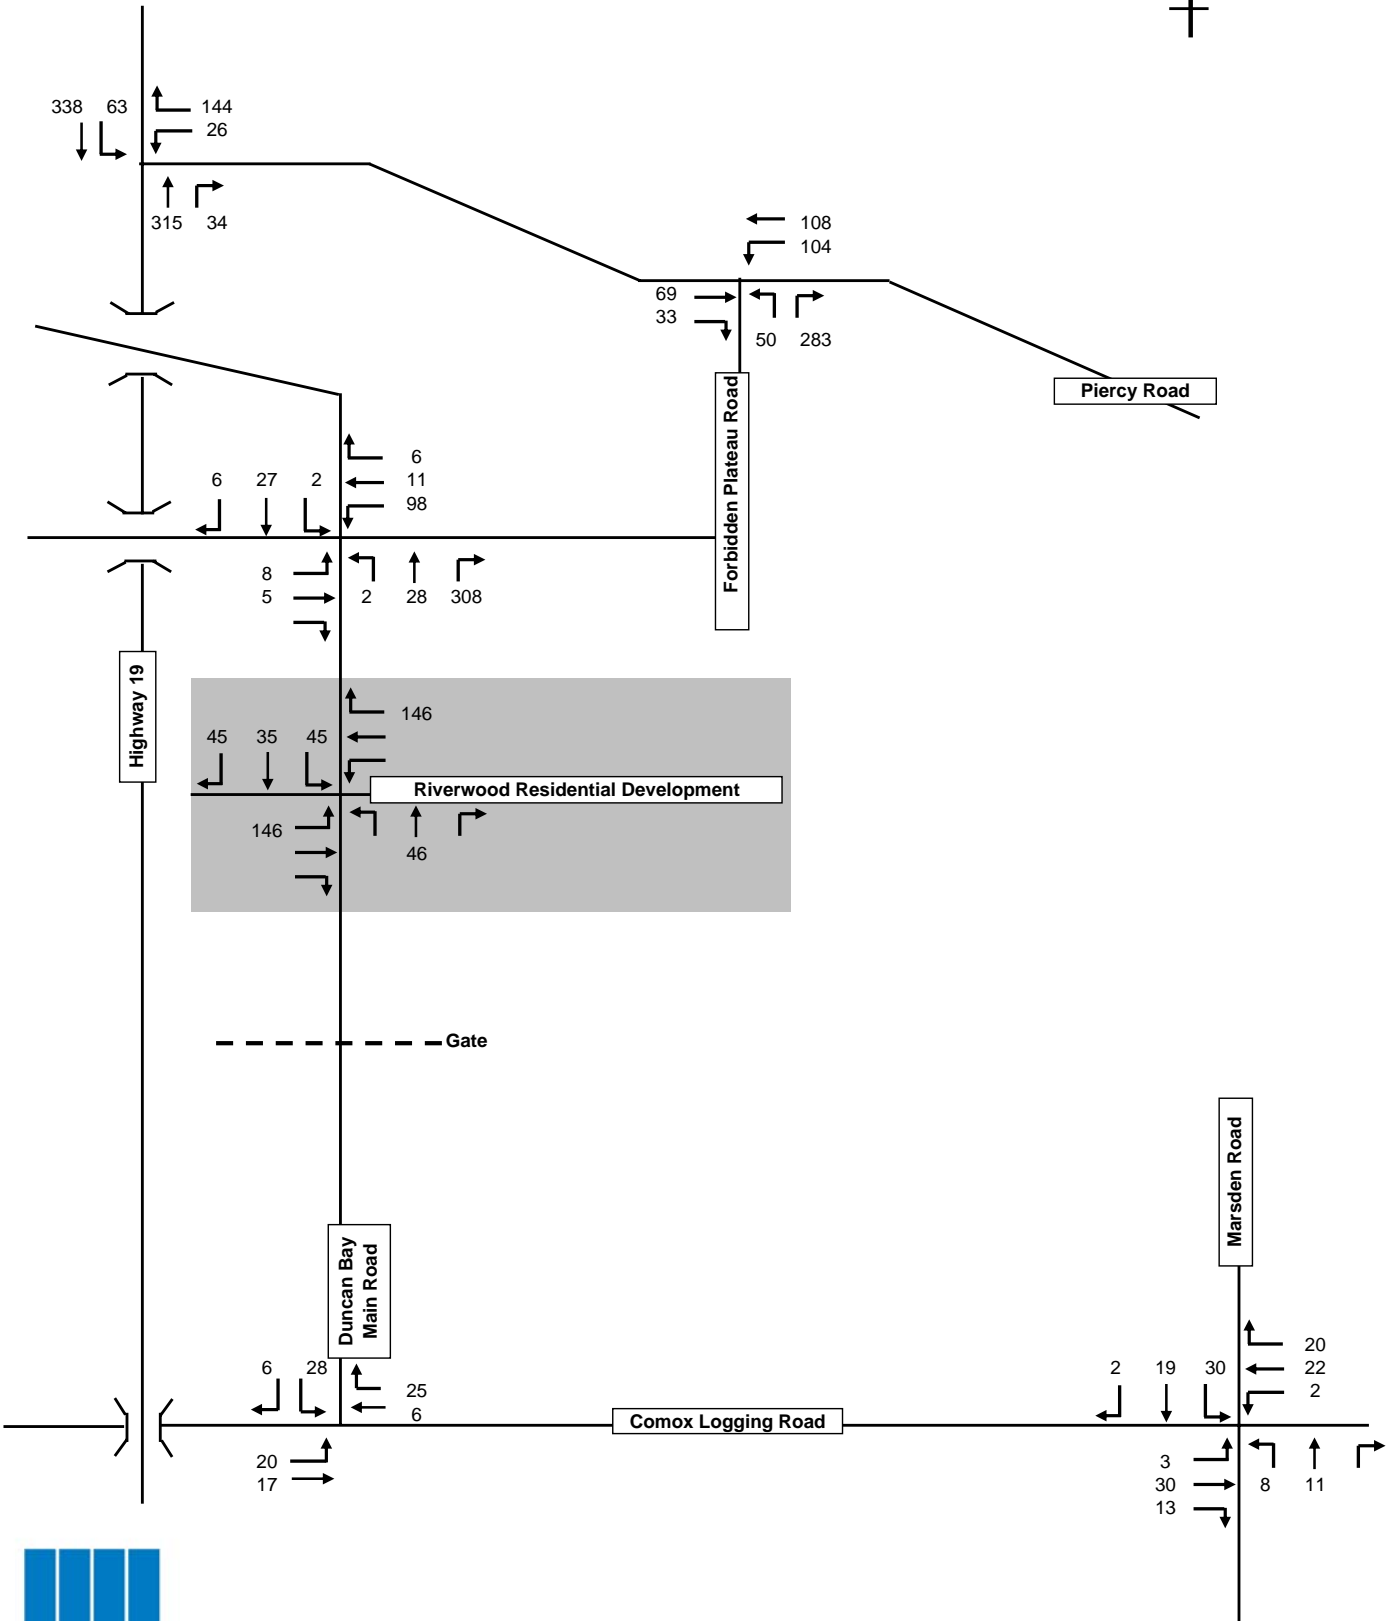 338 63 144
26
315 34
108
104
69
33
50 283
Piercy Road
Forbidden Plateau Road
6
6 27 2 11
98
8
5 2 28 308
Highway 19
146
45 35 45
Riverwood Residential Development
146
46
Gate
Marsden Road
Duncan Bay
Main Road
6 28
25
6
20
17
Comox Logging Road
20
2 19 30 22
2
3
30 8 11
13